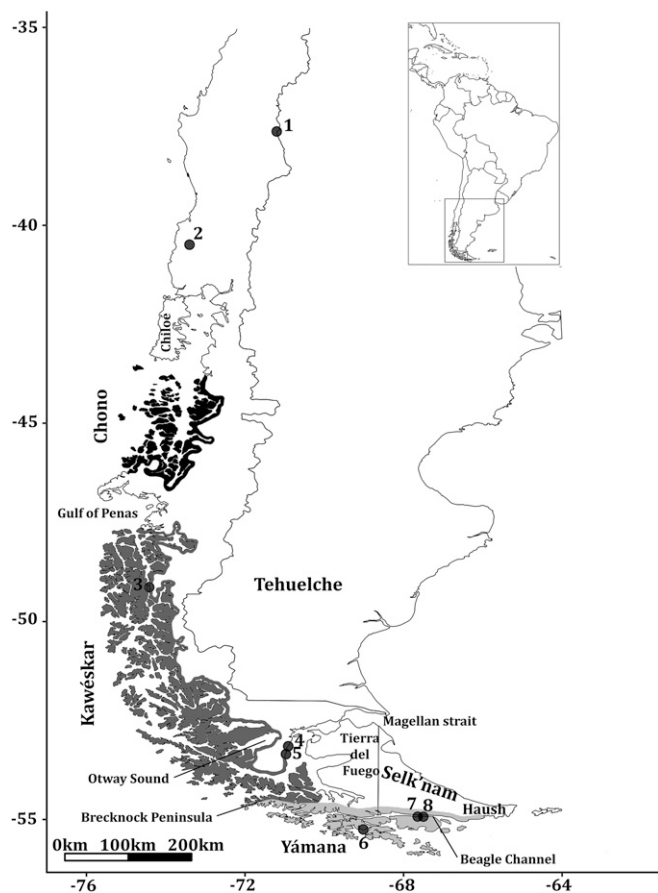 -35
1
-40
2
Chiloe
Chono
-45
Gulf of Penas
3
-50
Tehuelche
Kawéskar
Magellan strait
4
5
Tierra
del
Fuego
Otway Sound
Selk'nam
Haush
7 8
Brecknock Peninsula
-55
6
Yámana
Beagle Channel
0km 100km 200km
-76 -72 -68 -64